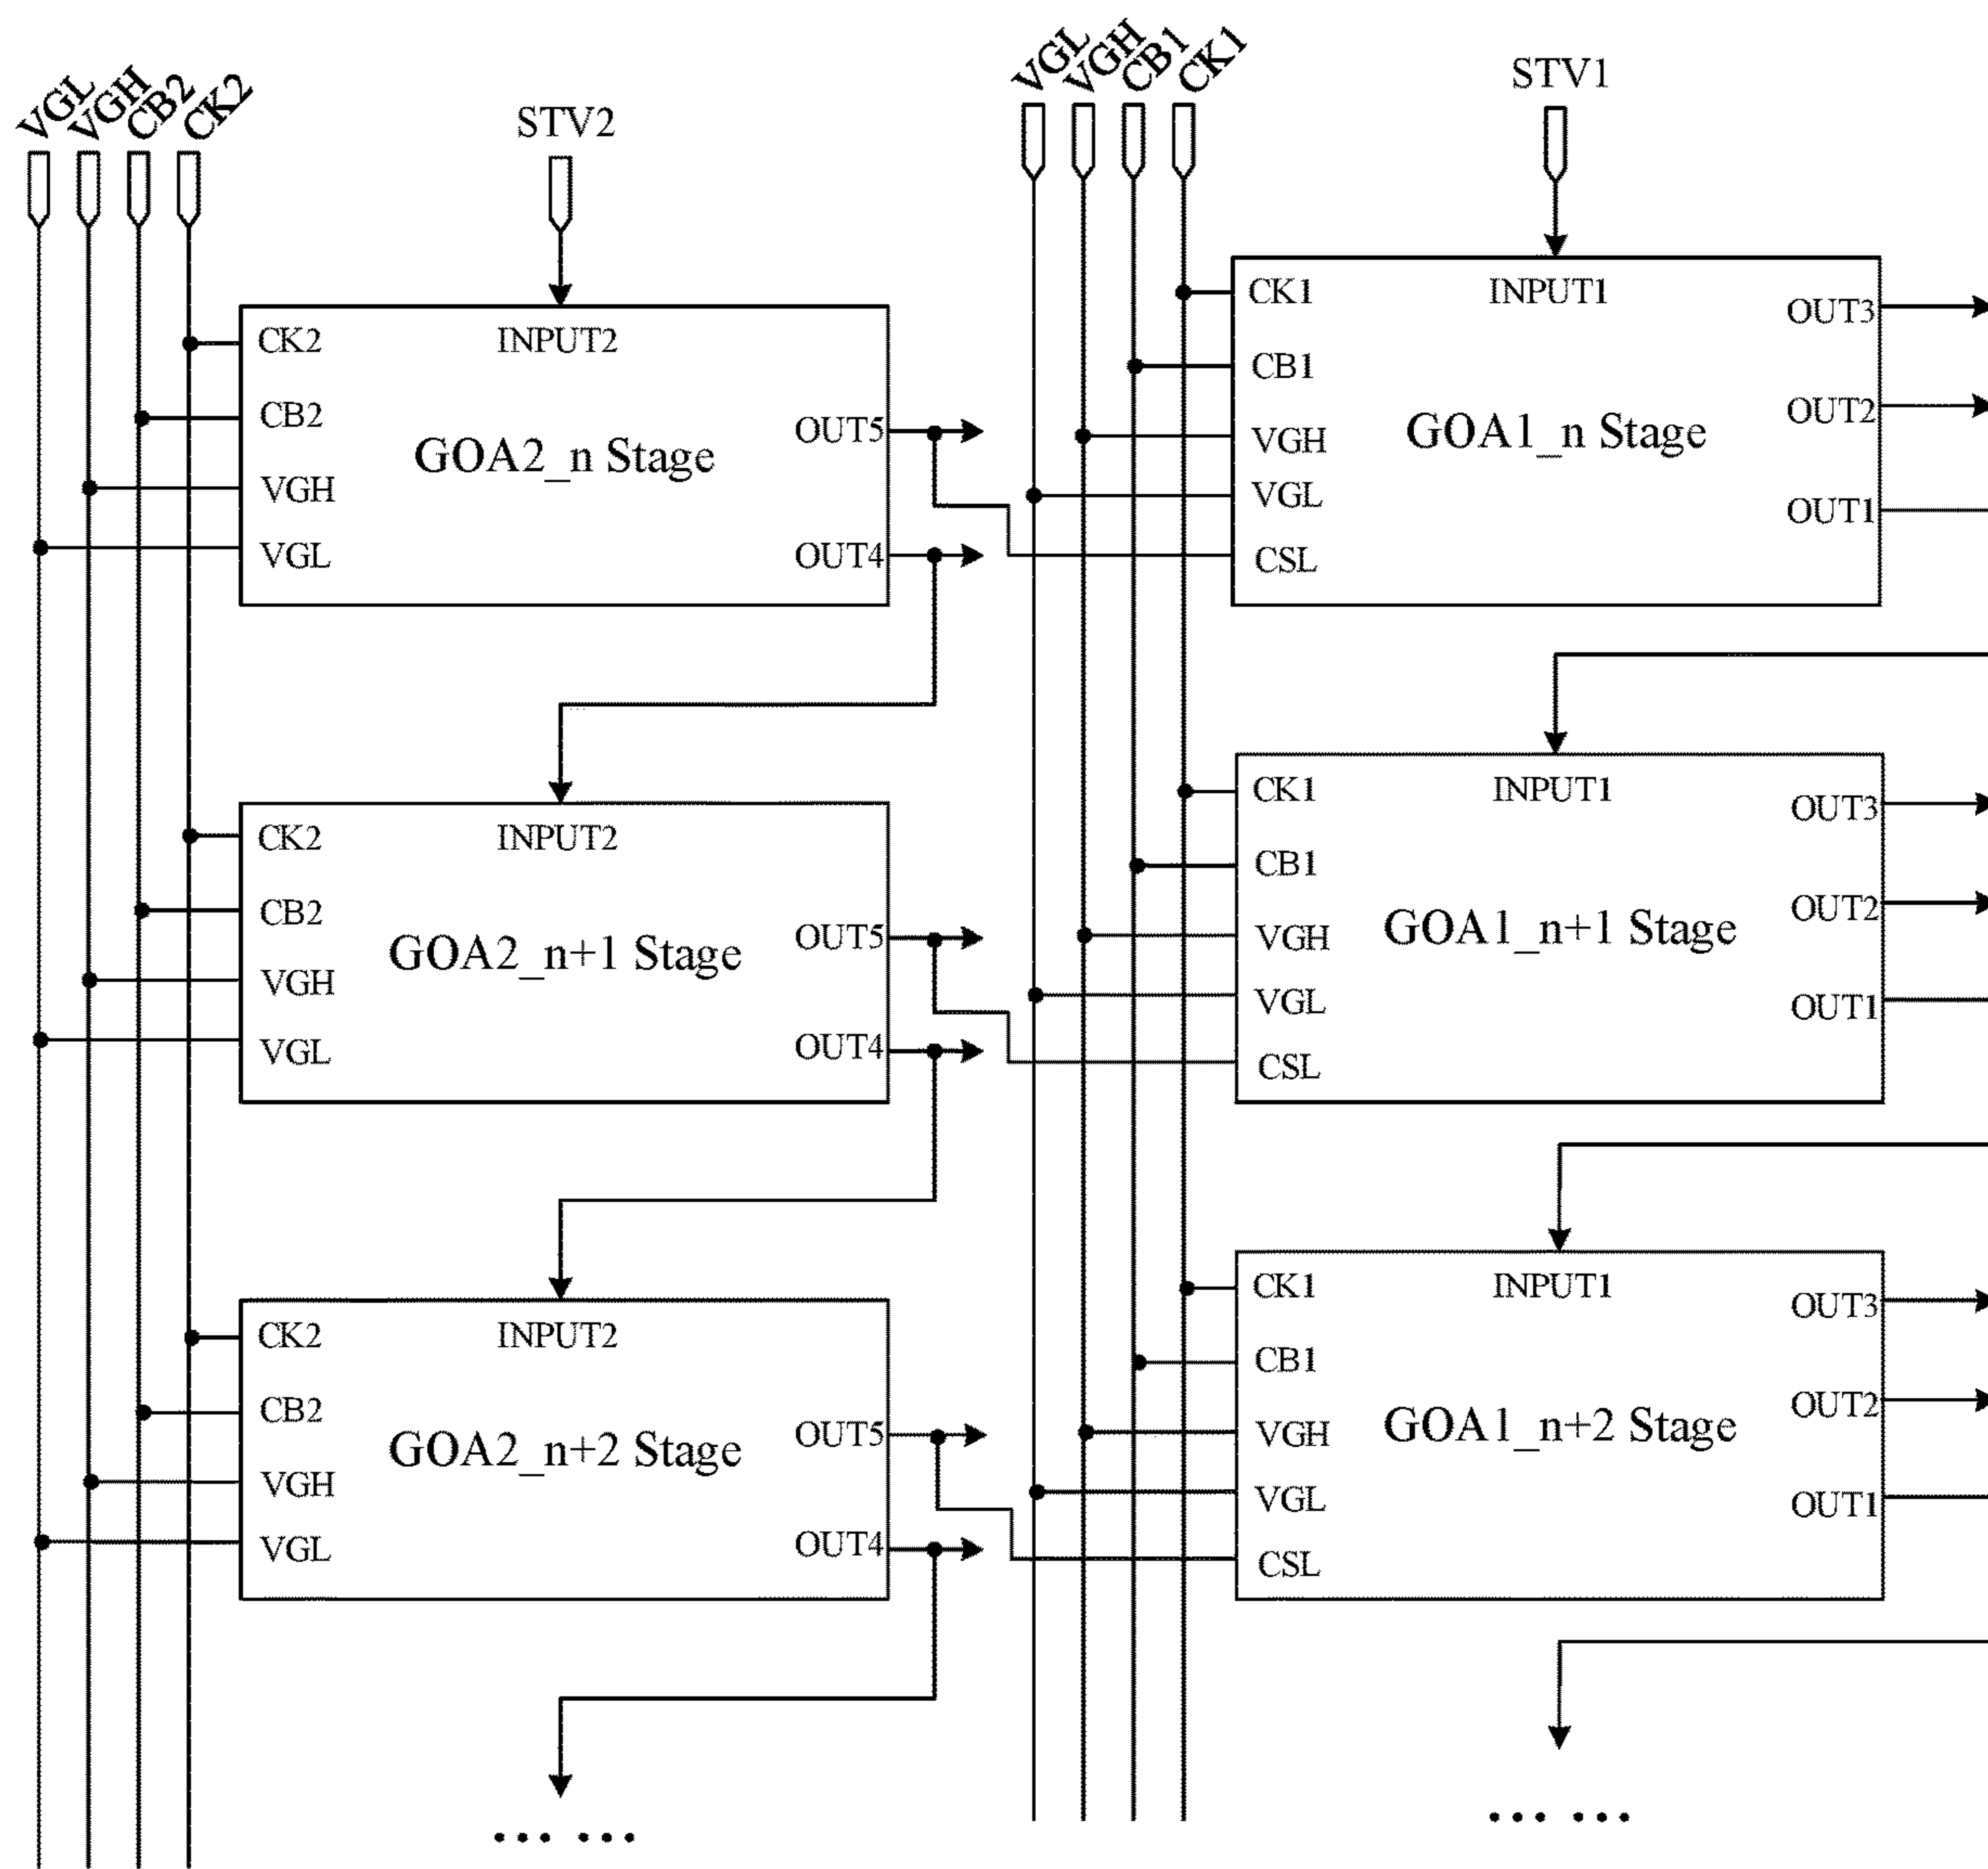 VGL VGH CB2 CK2
STV2
VGL VGH CB1 CK1
STV1
CK2 INPUT2
CB2
OUT5
GOA2_n Stage
VGH
VGL
OUT4
CK1 INPUT1
OUT3
CB1
OUT2
GOA1_n Stage
VGH
VGL
OUT1
CSL
CK2 INPUT2
CB2
OUT5
GOA2_n+1 Stage
VGH
VGL
OUT4
CK1 INPUT1
OUT3
CB1
OUT2
GOA1_n+1 Stage
VGH
VGL
OUT1
CSL
CK2 INPUT2
CB2
OUT5
GOA2_n+2 Stage
VGH
VGL
OUT4
... ...
CK1 INPUT1
OUT3
CB1
OUT2
GOA1_n+2 Stage
VGH
VGL
OUT1
CSL
... ...